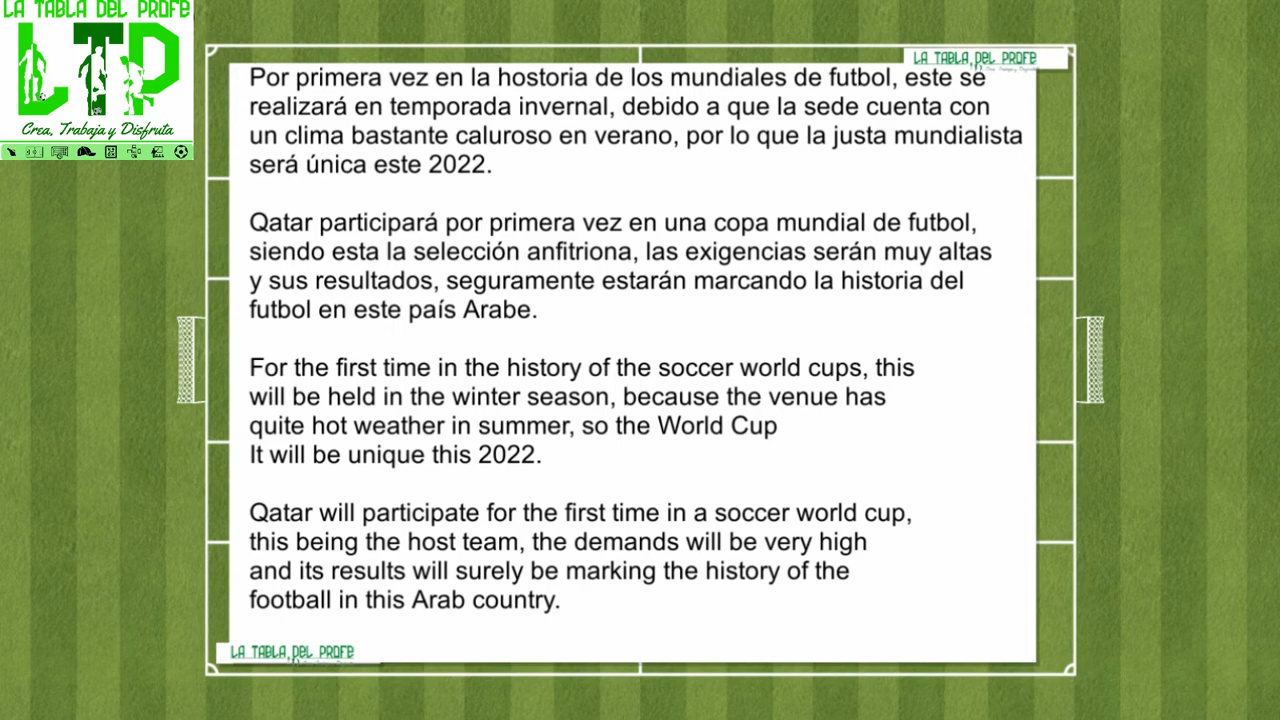 LA TABLA DEL PROFE
LTP
Crea, Trabaja y Disfruta
LA TABLA DEL PROFE
Por primera vez en la hostoria de los mundiales de futbol, este se
realizará en temporada invernal, debido a que la sede cuenta con
un clima bastante caluroso en verano, por lo que la justa mundialista
será única este 2022.
Qatar participará por primera vez en una copa mundial de futbol,
siendo esta la selección anfitriona, las exigencias serán muy altas
y sus resultados, seguramente estarán marcando la historia del
futbol en este país Arabe.
For the first time in the history of the soccer world cups, this
will be held in the winter season, because the venue has
quite hot weather in summer, so the World Cup
It will be unique this 2022.
Qatar will participate for the first time in a soccer world cup,
this being the host team, the demands will be very high
and its results will surely be marking the history of the
football in this Arab country.
LA TABLA DEL PROFE